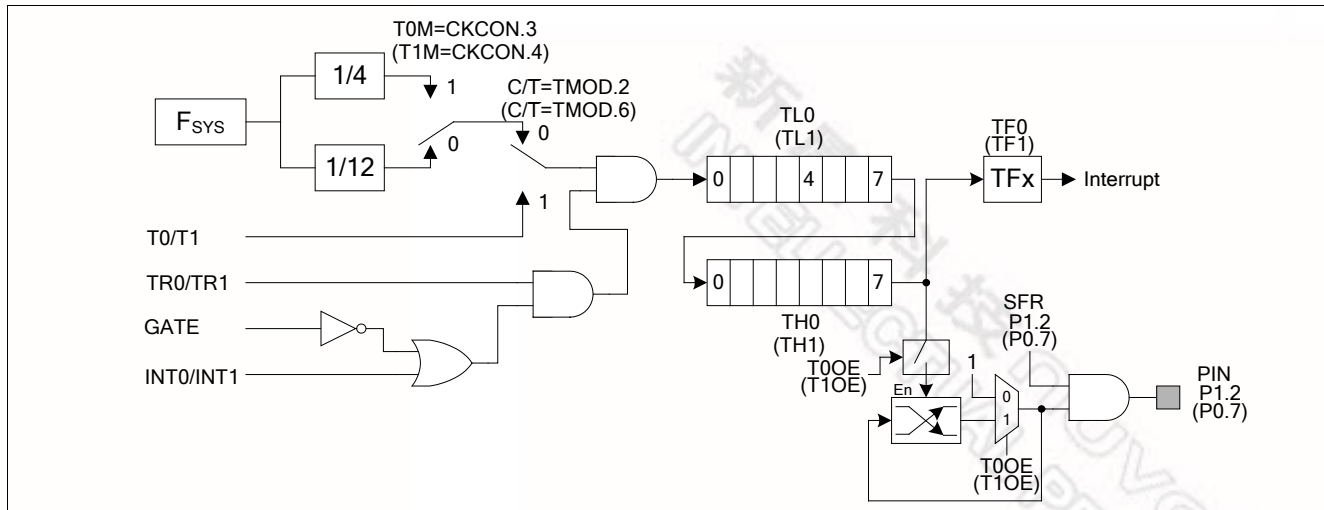 T0M=CKCON.3
(T1M=CKCON.4)
1/4
1
C/T=TMOD.2
(C/T=TMOD.6)
FSYS
0
0
1/12
1
TL0
(TL1)
0 4 7
TF0
(TF1)
TFx
Interrupt
T0/T1
TR0/TR1
GATE
INT0/INT1
0 7
TH0
(TH1)
T0OE
(T1OE)
En
1
0
1
T0OE
(T1OE)
SFR
P1.2
(P0.7)
PIN
P1.2
(P0.7)
新
科 技